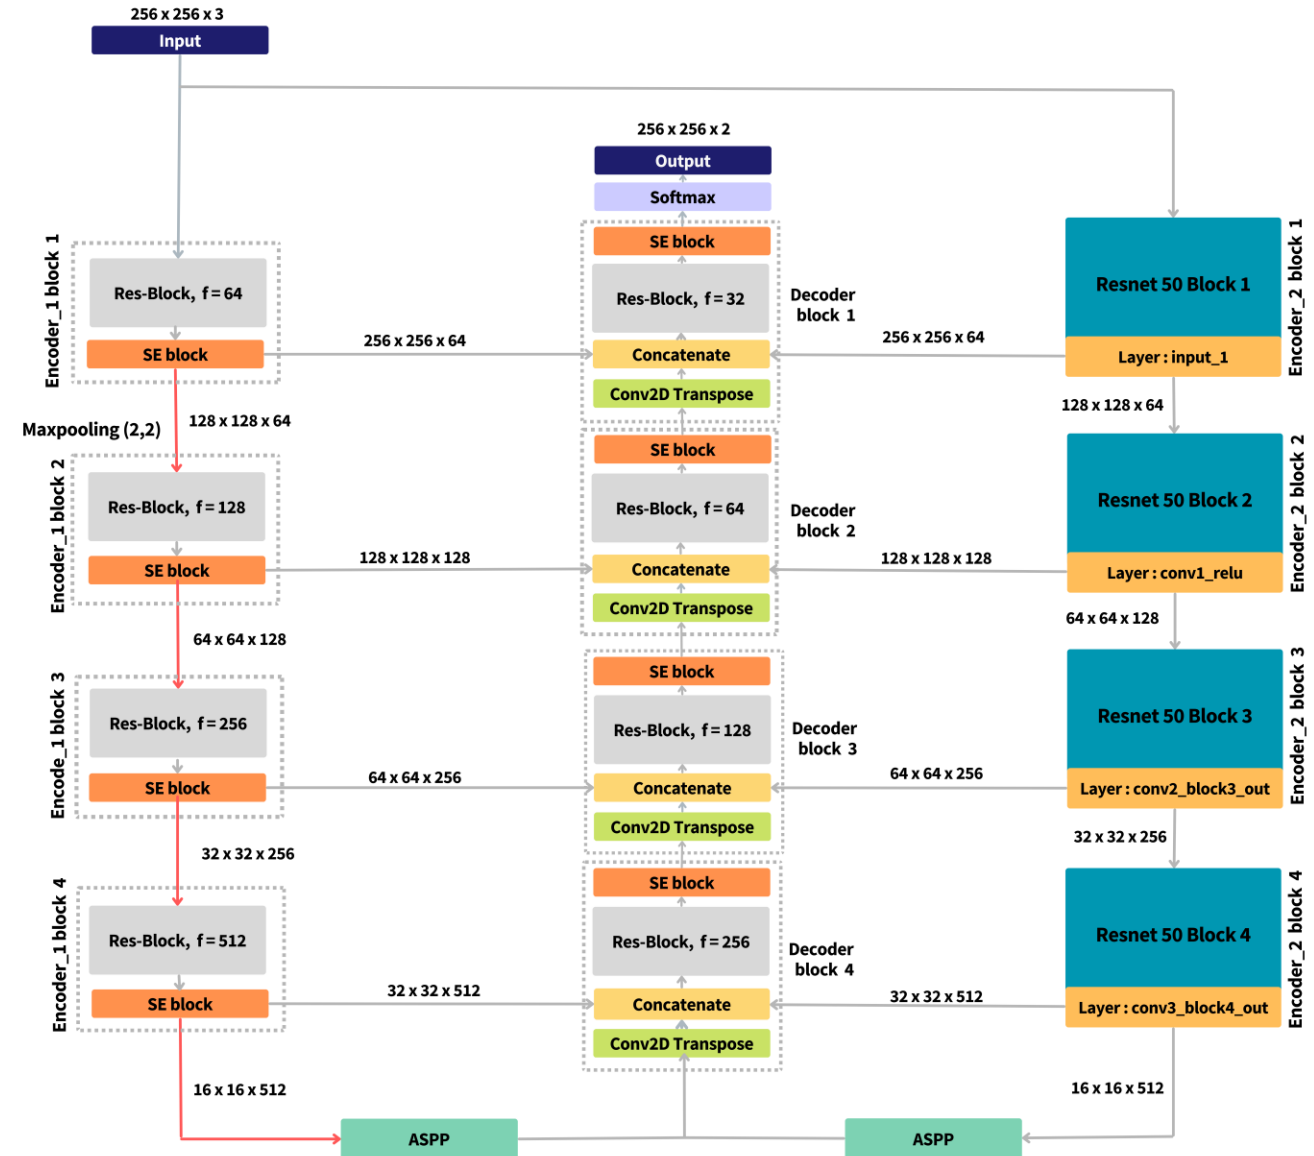 256 x 256 x 3
Input
256 x 256 x 2
Output
Softmax
Encoder_1 block 1
Res-Block, f = 64
SE block
256 x 256 x 64
SE block
Res-Block, f = 32
Concatenate
Conv2D Transpose
Decoder
block 1
256 x 256 x 64
Resnet 50 Block 1
Layer : input_1
Encoder_2 block 1
Maxpooling (2,2)
128 x 128 x 64
128 x 128 x 64
Encoder_1 block 2
Res-Block, f = 128
SE block
128 x 128 x 128
SE block
Res-Block, f = 64
Concatenate
Conv2D Transpose
Decoder
block 2
128 x 128 x 128
Resnet 50 Block 2
Layer : conv1_relu
Encoder_2 block 2
64 x 64 x 128
64 x 64 x 128
Encode_1 block 3
Res-Block, f = 256
SE block
64 x 64 x 256
SE block
Res-Block, f = 128
Concatenate
Conv2D Transpose
Decoder
block 3
64 x 64 x 256
Resnet 50 Block 3
Layer : conv2_block3_out
Encoder_2 block 3
32 x 32 x 256
32 x 32 x 256
Encoder_1 block 4
Res-Block, f = 512
SE block
32 x 32 x 512
SE block
Res-Block, f = 256
Concatenate
Conv2D Transpose
Decoder
block 4
32 x 32 x 512
Resnet 50 Block 4
Layer : conv3_block4_out
Encoder_2 block 4
16 x 16 x 512
16 x 16 x 512
ASPP
ASPP